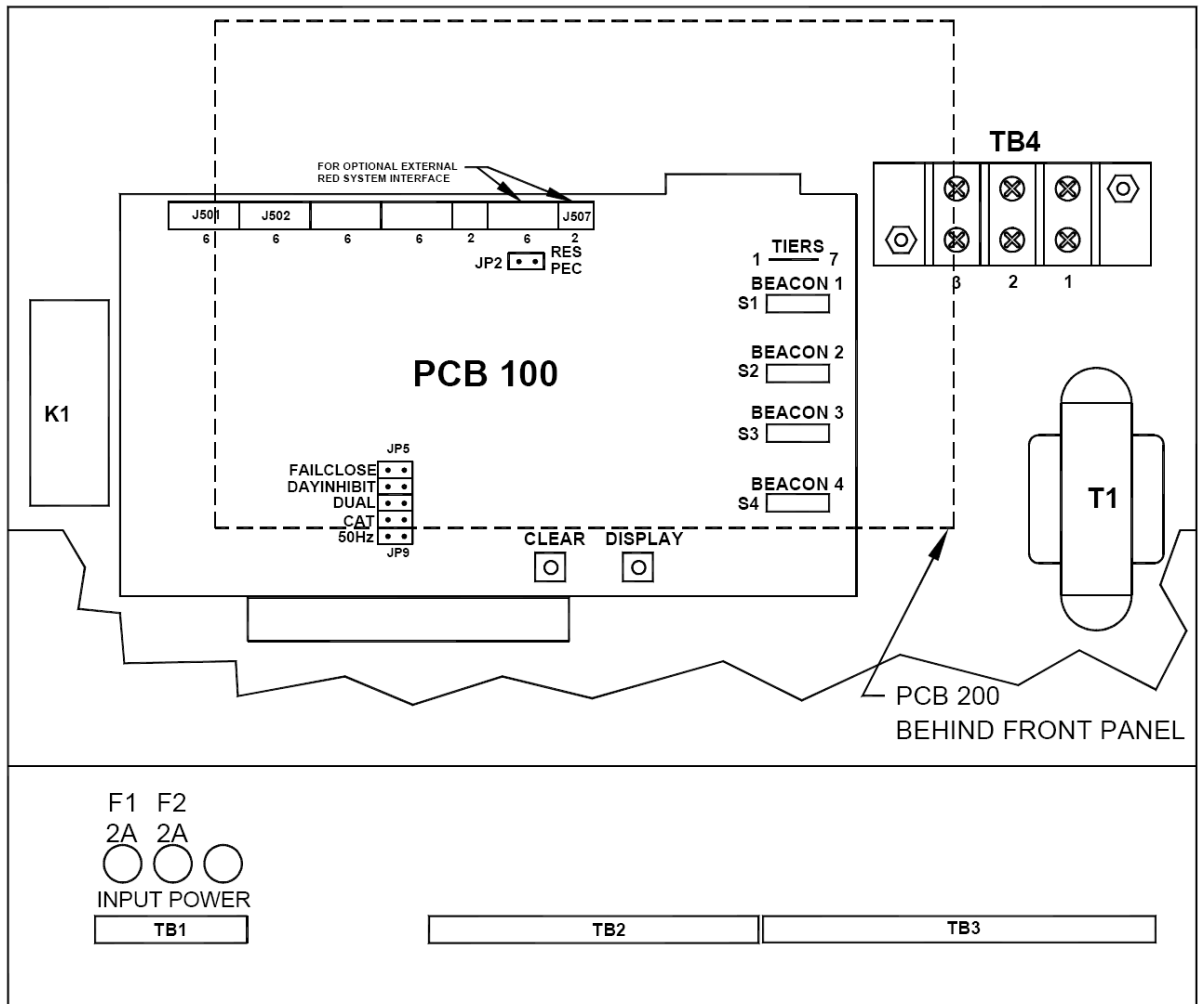 TB4
FOR OPTIONAL EXTERNAL
RED SYSTEM INTERFACE
J501 J502 J507
6 6 6 6 2 6 2
JP2 RES
PEC
TIERS
1 7
BEACON 1
S1
3 2 1
BEACON 2
S2
PCB 100
K1
BEACON 3
S3
JP5
FAILCLOSE
DAYINHIBIT
DUAL
CAT
50Hz
JP9
BEACON 4
S4
T1
CLEAR DISPLAY
PCB 200
BEHIND FRONT PANEL
F1 F2
2A 2A
INPUT POWER
TB1 TB2 TB3